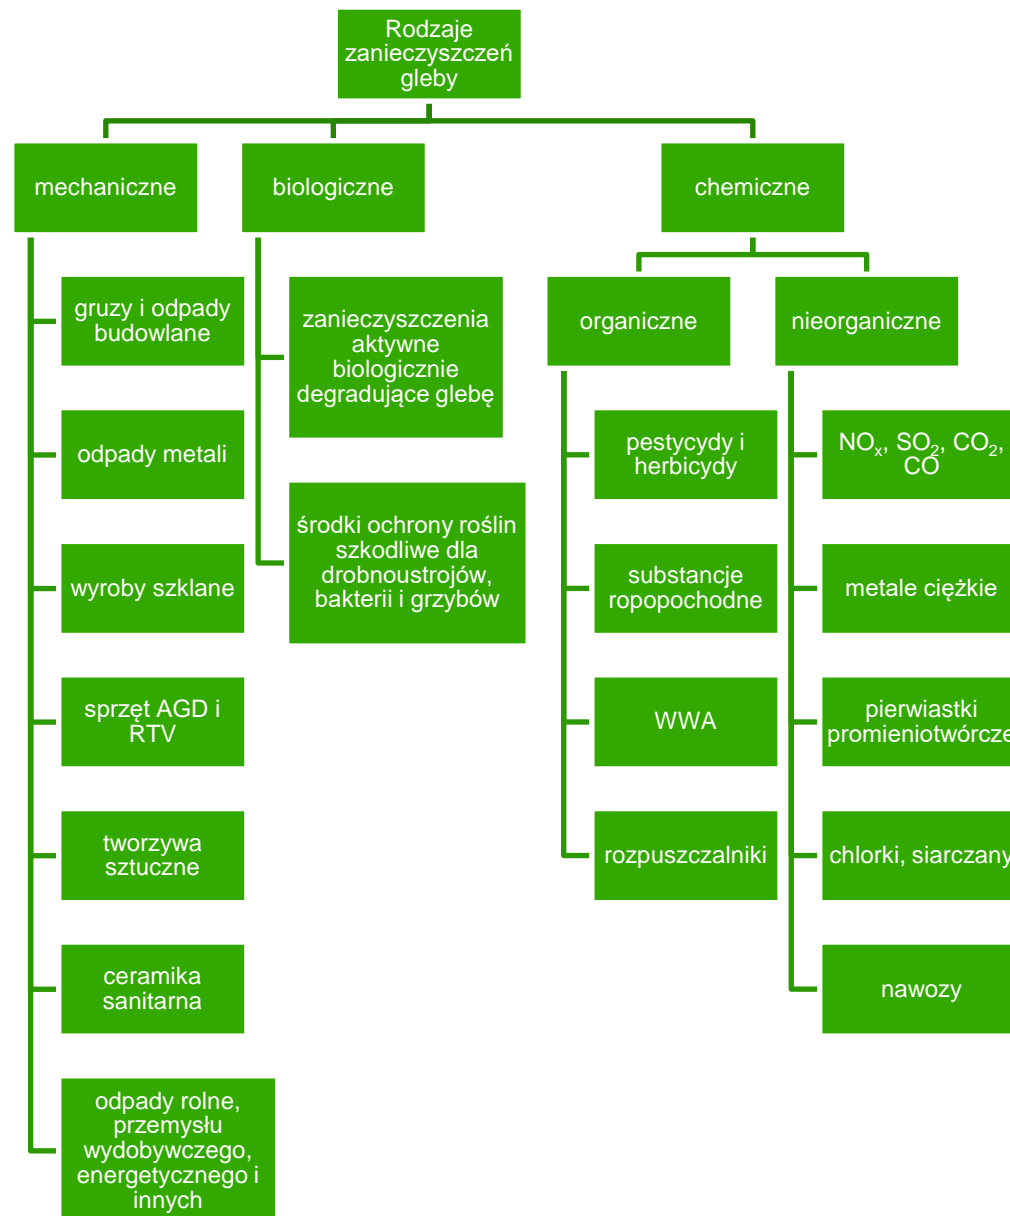 Rodzaje
zanieczyszczeń
gleby
mechaniczne
biologiczne
chemiczne
gruzy i odpady
budowlane
odpady metali
wyroby szklane
sprzęt AGD i
RTV
tworzywa
sztuczne
ceramika
sanitarna
odpady rolne,
przemysłu
wydobywczego,
energetycznego i
innych
zanieczyszczenia
aktywne
biologicznie
degradujące glebę
środki ochrony roślin
szkodliwe dla
drobnoustrojów,
bakterii i grzybów
organiczne
nieorganiczne
pestycydy i
herbicydy
substancje
ropopochodne
WWA
rozpuszczalniki
NOₓ, SO₂, CO₂,
CO
metale ciężkie
pierwiastki
promieniotwórcze
chlorki, siarczany
nawozy